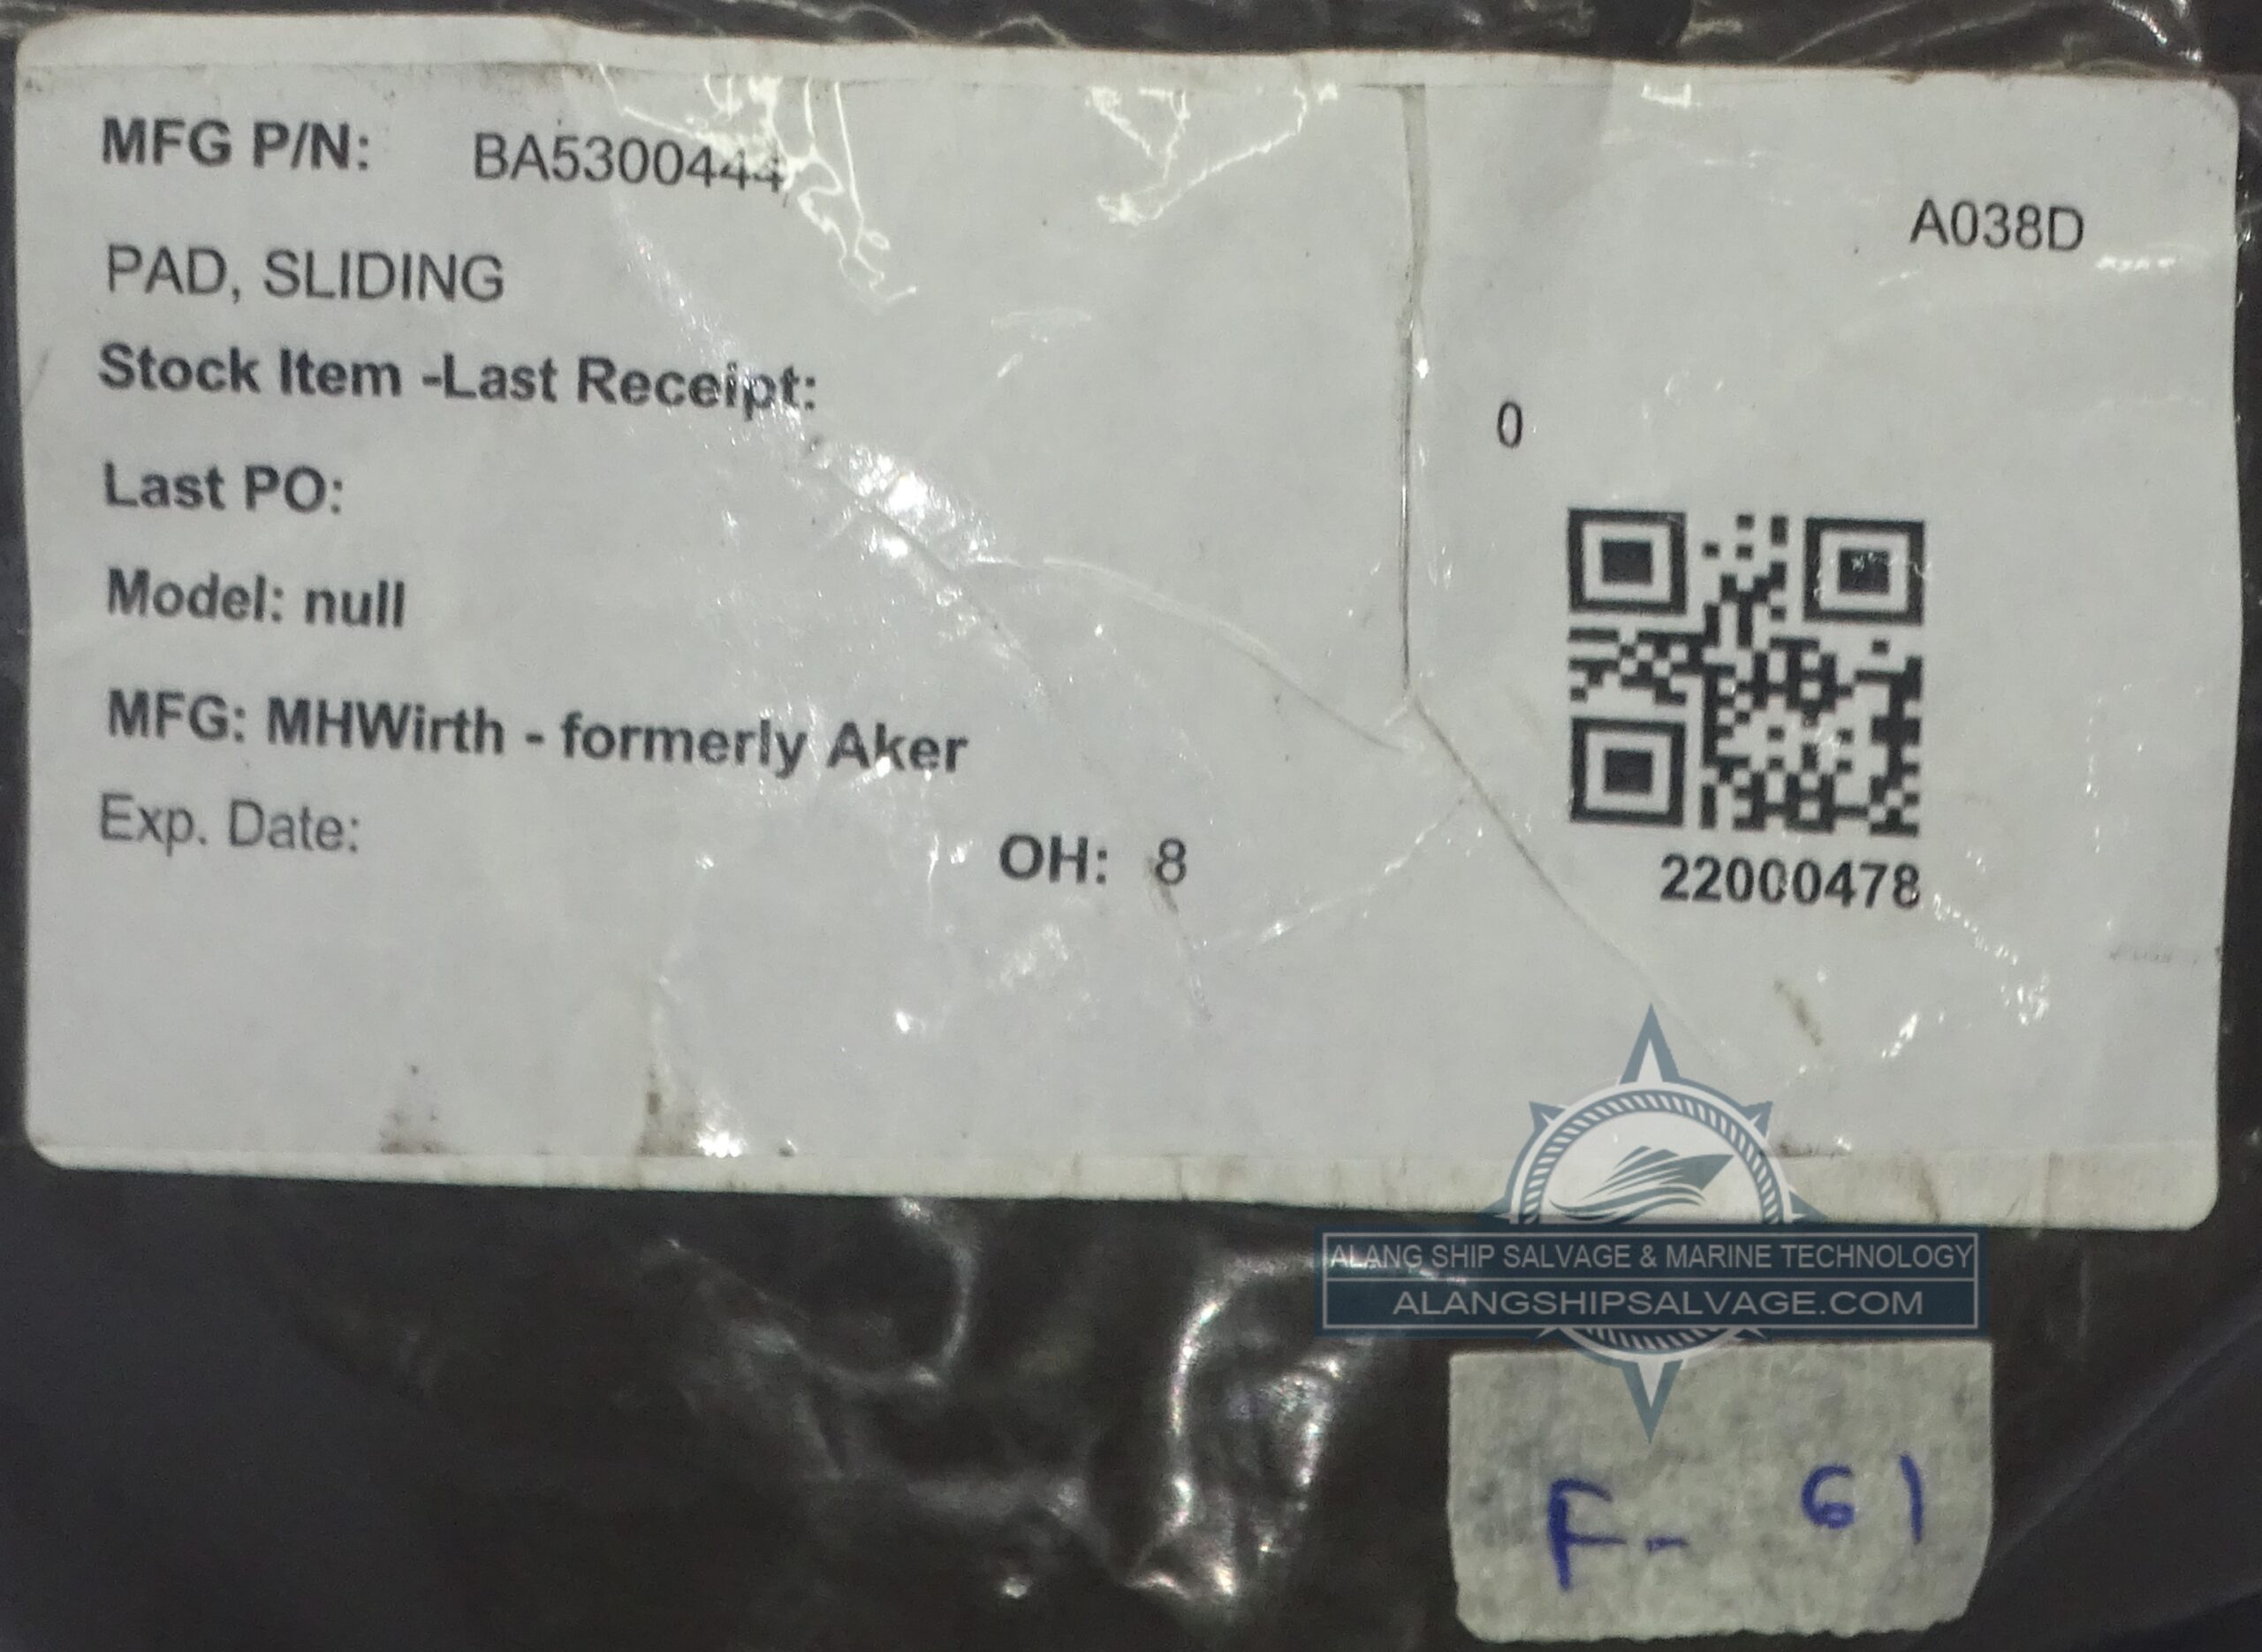 MFG P/N: BA5300444
A038D
PAD, SLIDING
Stock Item -Last Receipt:
0
Last PO:
Model: null
MFG: MHWirth - formerly Aker
Exp. Date:
OH: 8
22000478
ALANG SHIP SALVAGE & MARINE TECHNOLOGY
ALANGSHIPSALVAGE.COM
F- 61